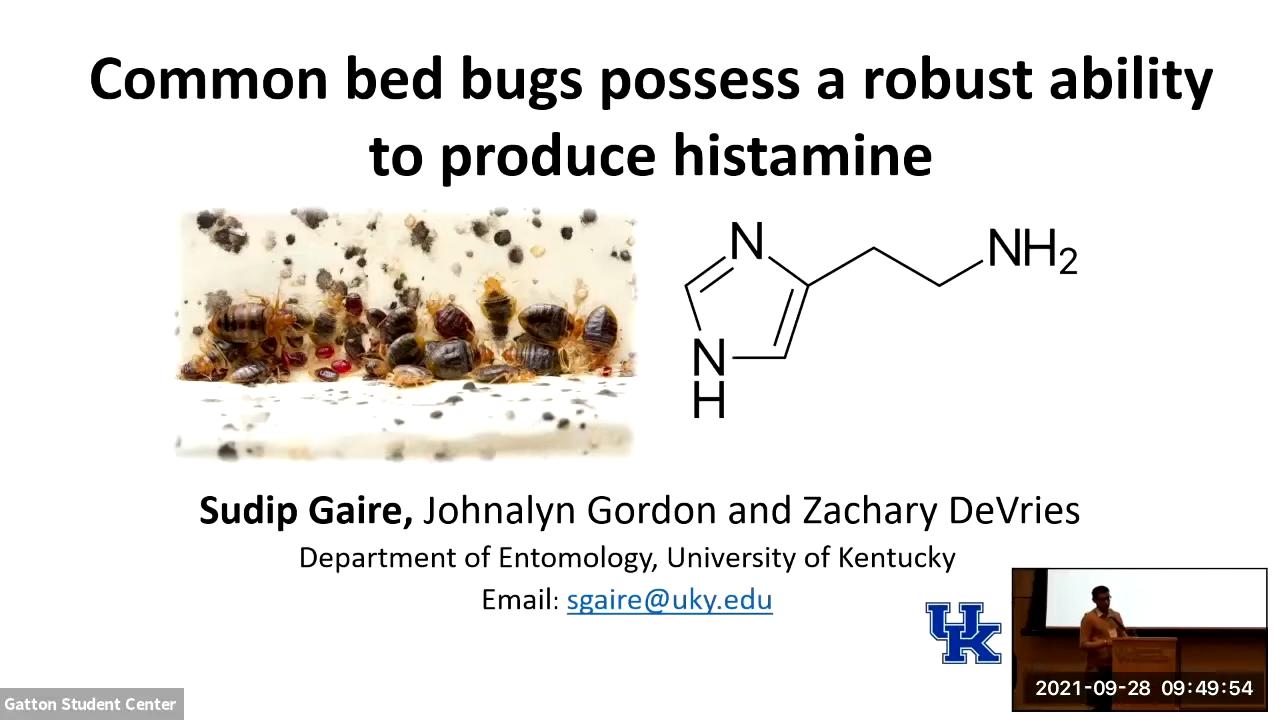 Common bed bugs possess a robust ability
to produce histamine
N
NH2
N
H
Sudip Gaire, Johnalyn Gordon and Zachary DeVries
Department of Entomology, University of Kentucky
Email: sgaire@uky.edu
UK
2021-09-28 09:49:54
Gatton Student Center